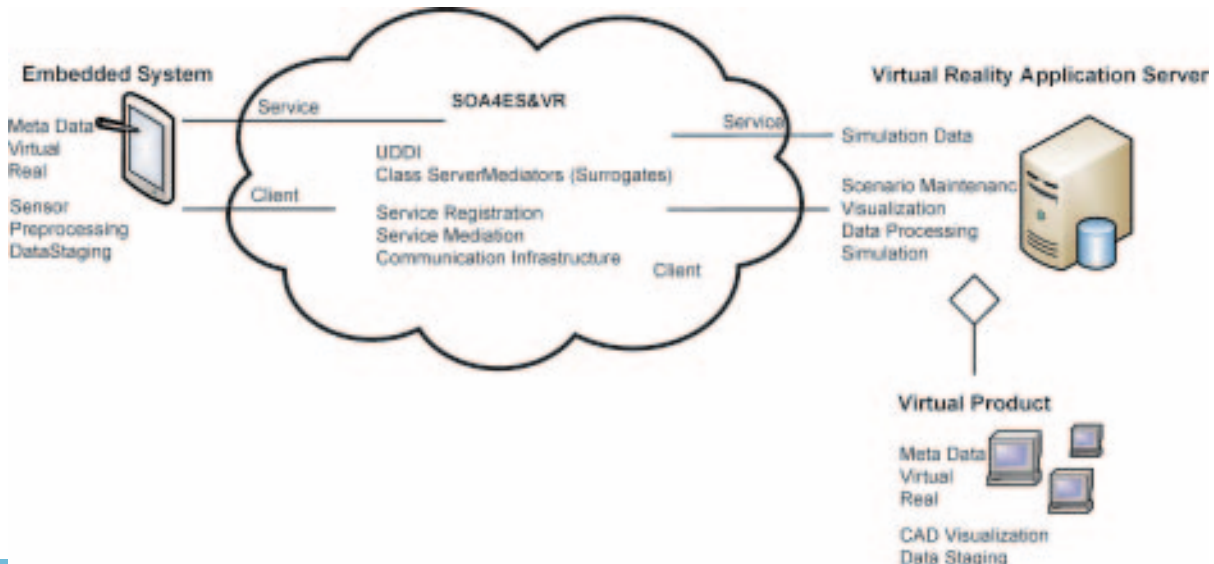 Embedded System
Meta Data
Virtual
Real
Sensor
Preprocessing
DataStaging
Service
Client
SOA4ES&VR
UDDI
Class ServerMediators (Surrogates)
Service Registration
Service Mediation
Communication Infrastructure
Service
Client
Virtual Reality Application Server
Simulation Data
Scenario Maintenanc
Visualization
Data Processing
Simulation
Virtual Product
Meta Data
Virtual
Real
CAD Visualization
Data Staging